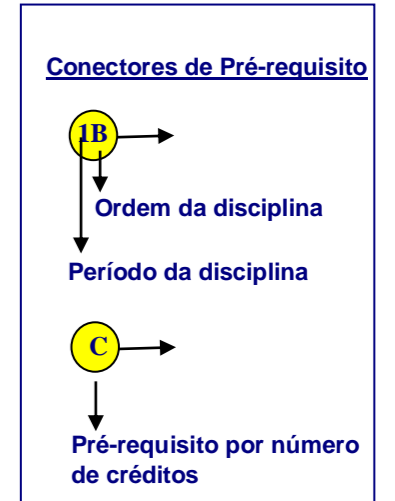 Conectores de Pré-requisito
1B
Ordem da disciplina
Período da disciplina
C
Pré-requisito por número
de créditos